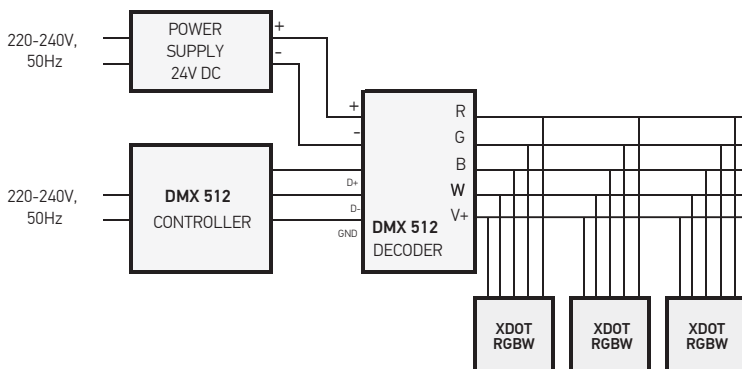 220-240V,
50Hz
POWER
SUPPLY
24V DC
+
-
+
-
D+
D-
GND
220-240V,
50Hz
DMX 512
CONTROLLER
DMX 512
DECODER
R
G
B
W
V+
XDOT
RGBW
XDOT
RGBW
XDOT
RGBW